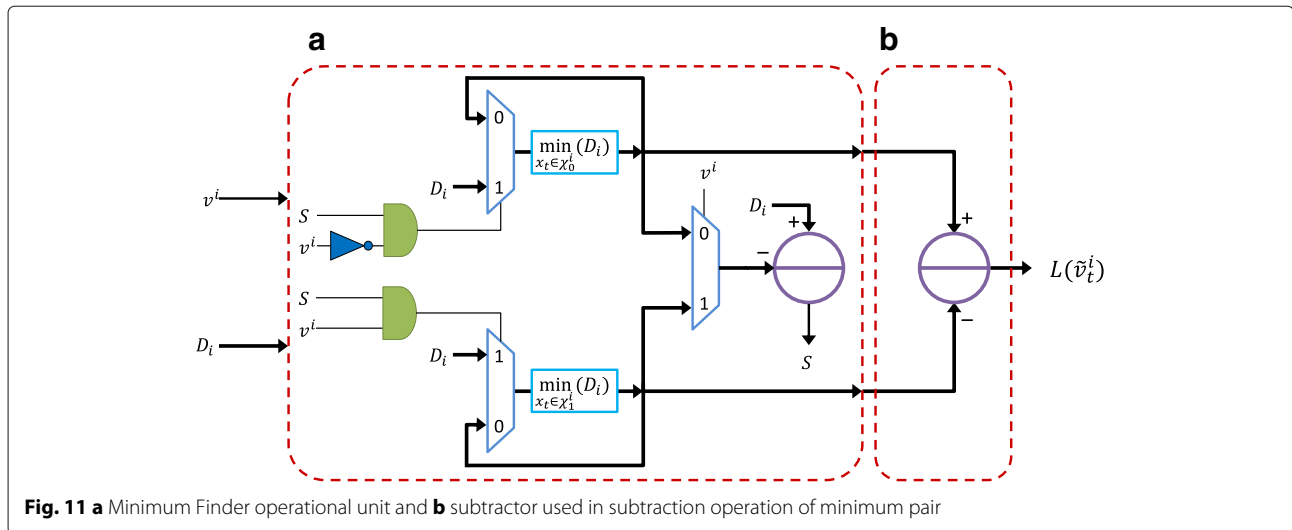 a
b
0
min (D_i)
x_t∈χ_0^i
D_i
1
v^i
v^i
S
v^i
D_i
+
0
−
+
L(ṽ_t^i)
S
v^i
1
−
D_i
D_i
1
min (D_i)
x_t∈χ_1^i
S
0
Fig. 11 a Minimum Finder operational unit and b subtractor used in subtraction operation of minimum pair